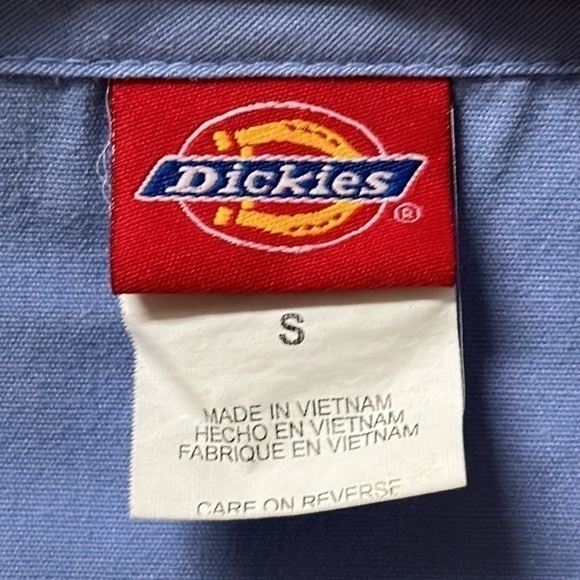 Dickies
®
S
MADE IN VIETNAM
HECHO EN VIETNAM
FABRIQUE EN VIETNAM
CARE ON REVERSE